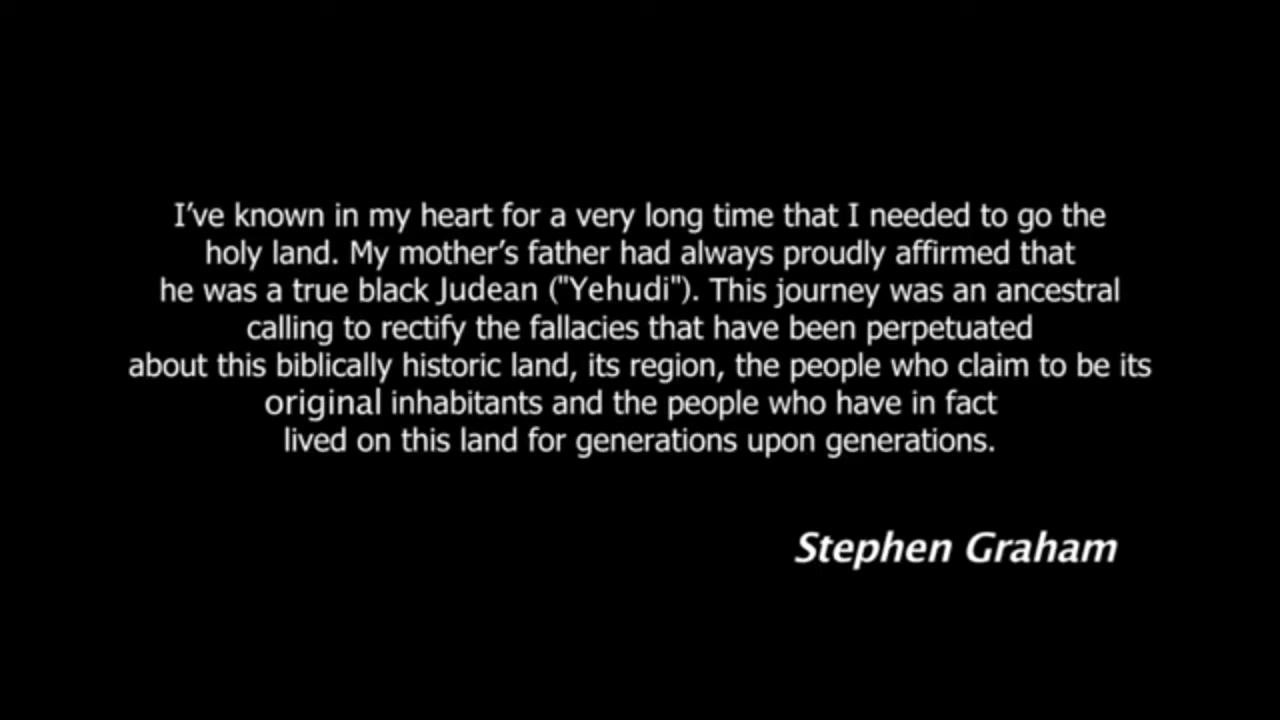 I've known in my heart for a very long time that I needed to go the
holy land. My mother's father had always proudly affirmed that
he was a true black Judean ("Yehudi"). This journey was an ancestral
calling to rectify the fallacies that have been perpetuated
about this biblically historic land, its region, the people who claim to be its
original inhabitants and the people who have in fact
lived on this land for generations upon generations.
Stephen Graham